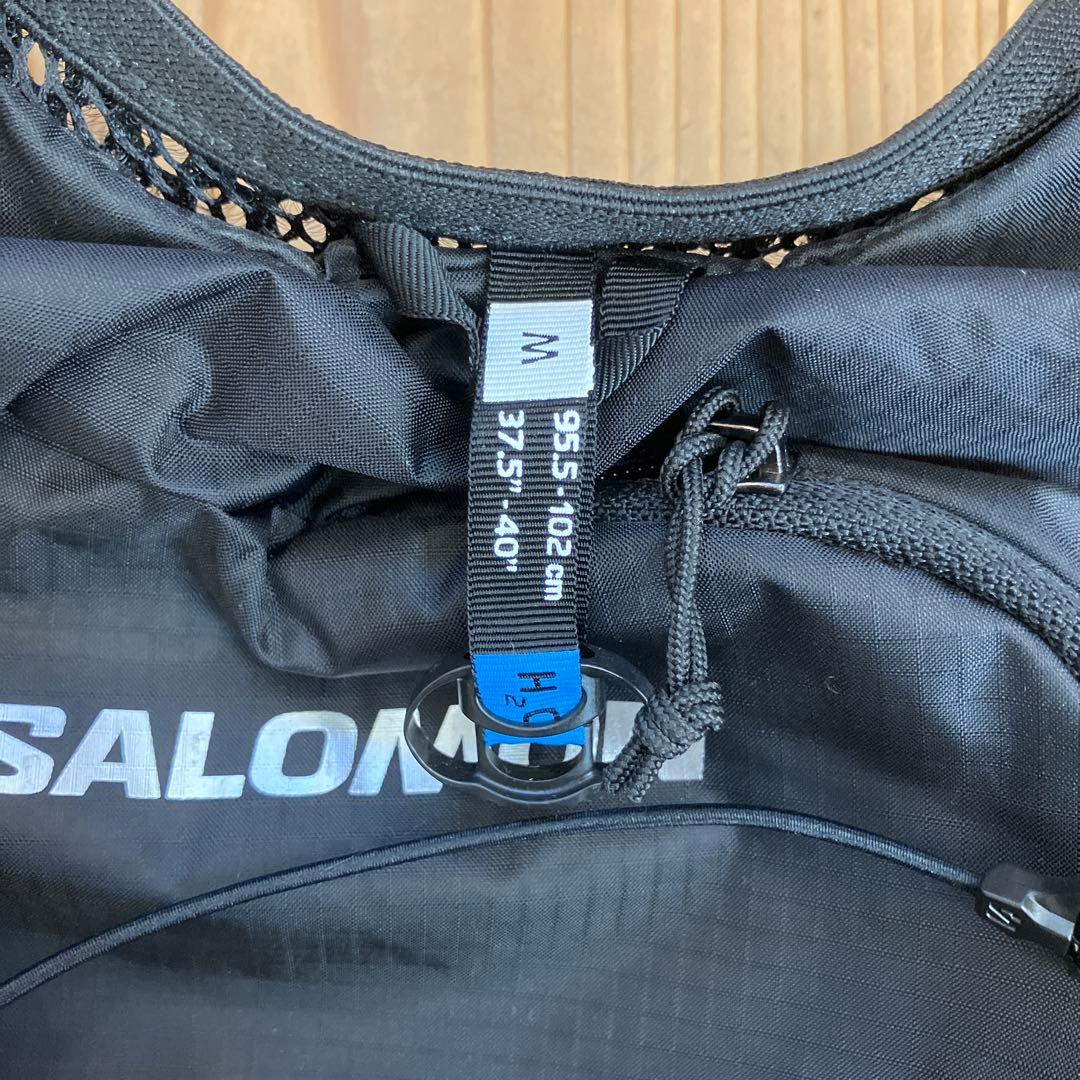 M
95.5 - 102 cm
37.5" - 40"
H2O
SALOMON